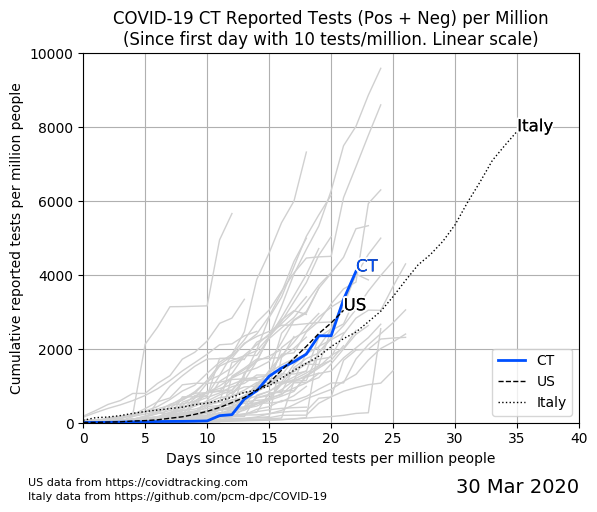 COVID-19 CT Reported Tests (Pos + Neg) per Million
(Since first day with 10 tests/million. Linear scale)
Cumulative reported tests per million people
10000
8000
6000
4000
2000
0
Italy
CT
US
CT
US
Italy
0 5 10 15 20 25 30 35 40
Days since 10 reported tests per million people
US data from https://covidtracking.com
Italy data from https://github.com/pcm-dpc/COVID-19
30 Mar 2020